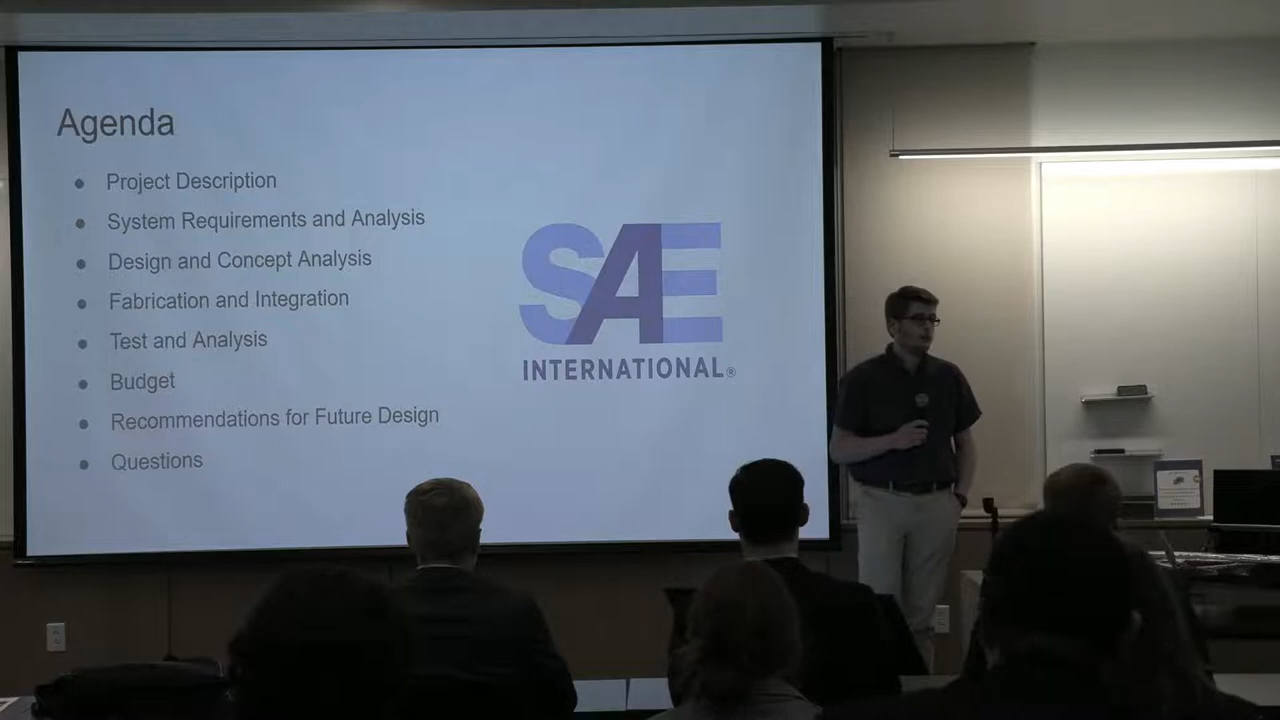 Agenda
Project Description
System Requirements and Analysis
Design and Concept Analysis
Fabrication and Integration
Test and Analysis
Budget
Recommendations for Future Design
Questions
SAE
INTERNATIONAL®